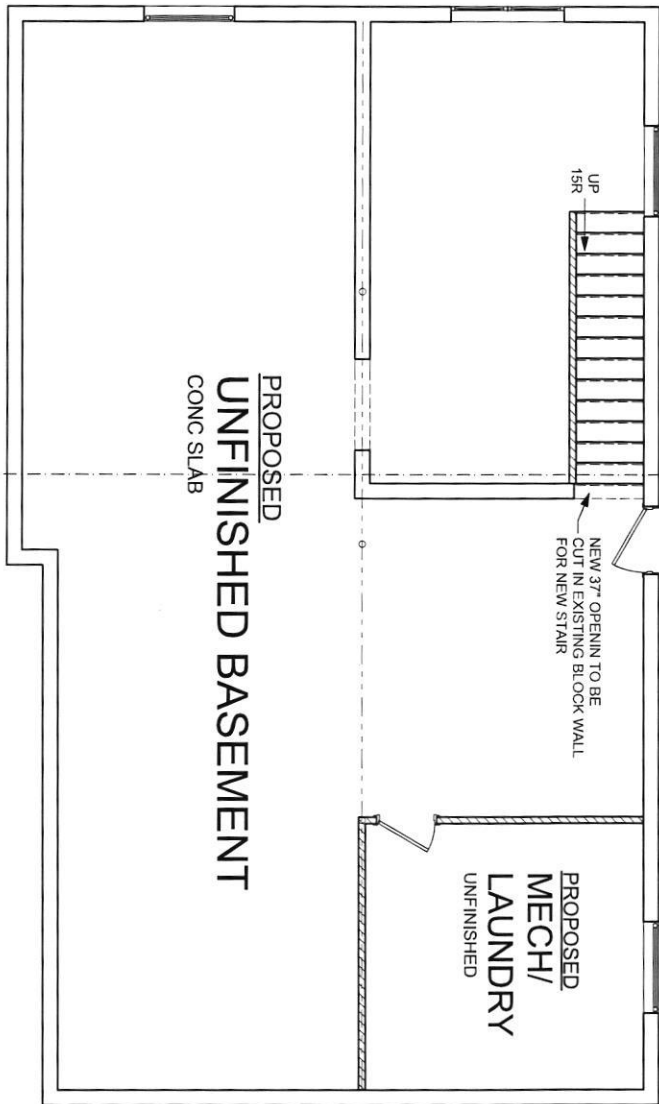 UP
15R
NEW 37" OPENIN TO BE
CUT IN EXISTING BLOCK WALL
FOR NEW STAIR
PROPOSED
UNFINISHED BASEMENT
CONC SLAB
PROPOSED
MECH/
LAUNDRY
UNFINISHED